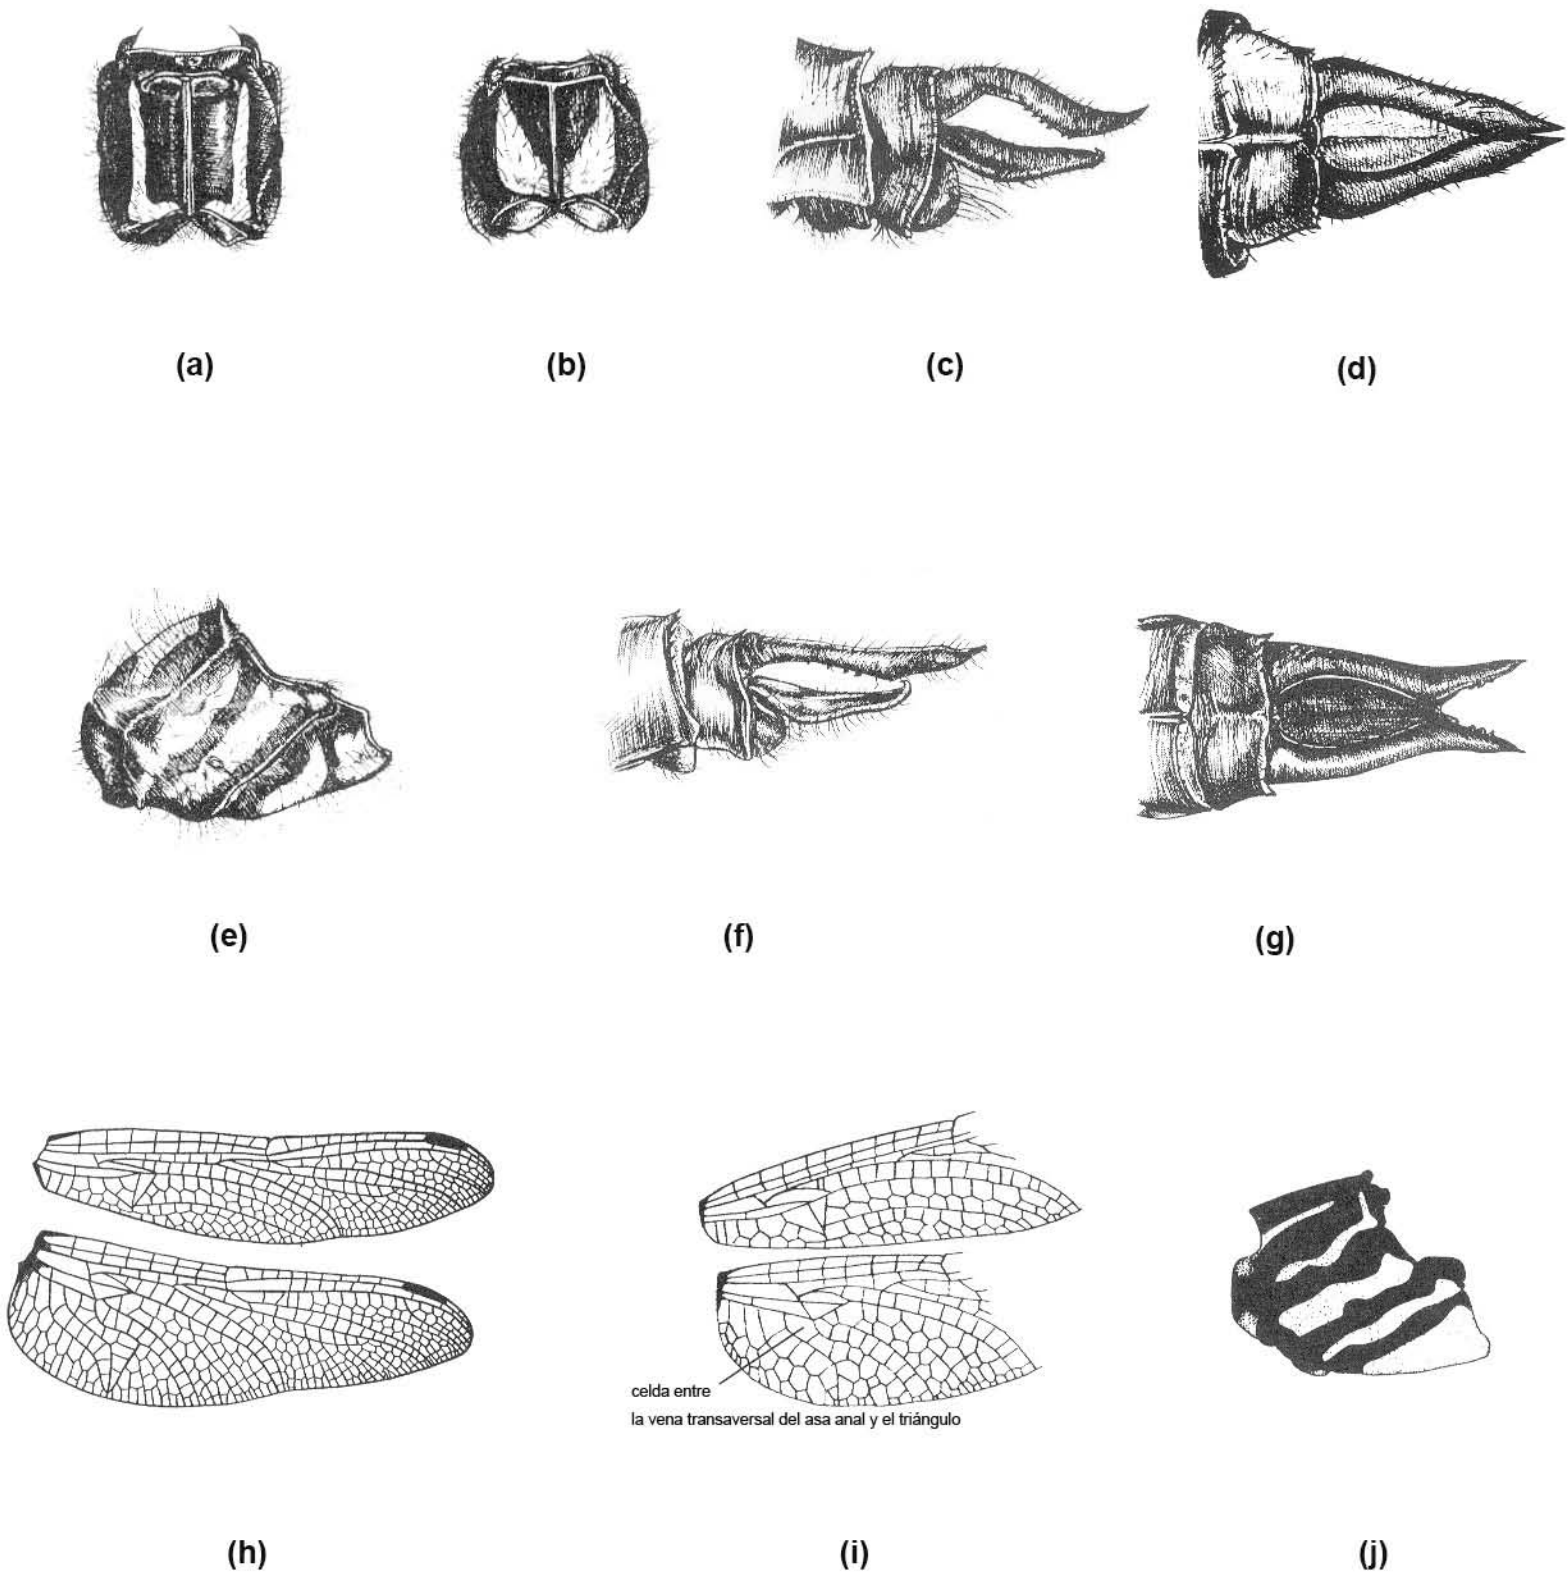 (a)
(b)
(c)
(d)
(e)
(f)
(g)
celda entre
la vena transaversal del asa anal y el triángulo
(h)
(i)
(j)